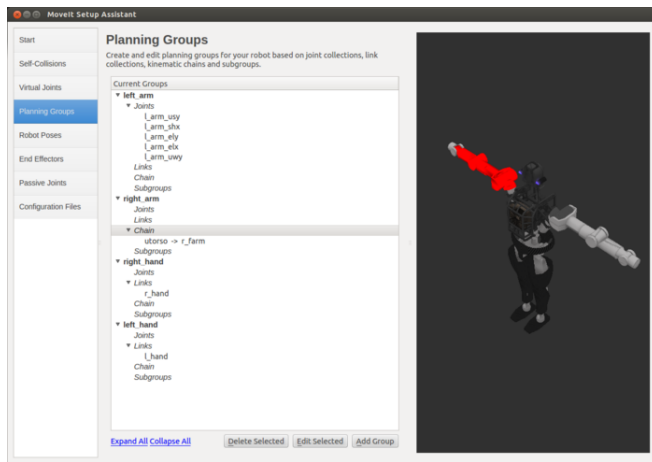 MoveIt Setup Assistant
Start
Self-Collisions
Virtual Joints
Planning Groups
Robot Poses
End Effectors
Passive Joints
Configuration Files
Planning Groups
Create and edit planning groups for your robot based on joint collections, link
collections, kinematic chains and subgroups.
Current Groups
left_arm
Joints
l_arm_usy
l_arm_shx
l_arm_ely
l_arm_elx
l_arm_uwy
Links
Chain
Subgroups
right_arm
Joints
Links
Chain
utorso -> r_farm
Subgroups
right_hand
Joints
Links
r_hand
Chain
Subgroups
left_hand
Joints
Links
l_hand
Chain
Subgroups
Expand All Collapse All
Delete Selected
Edit Selected
Add Group